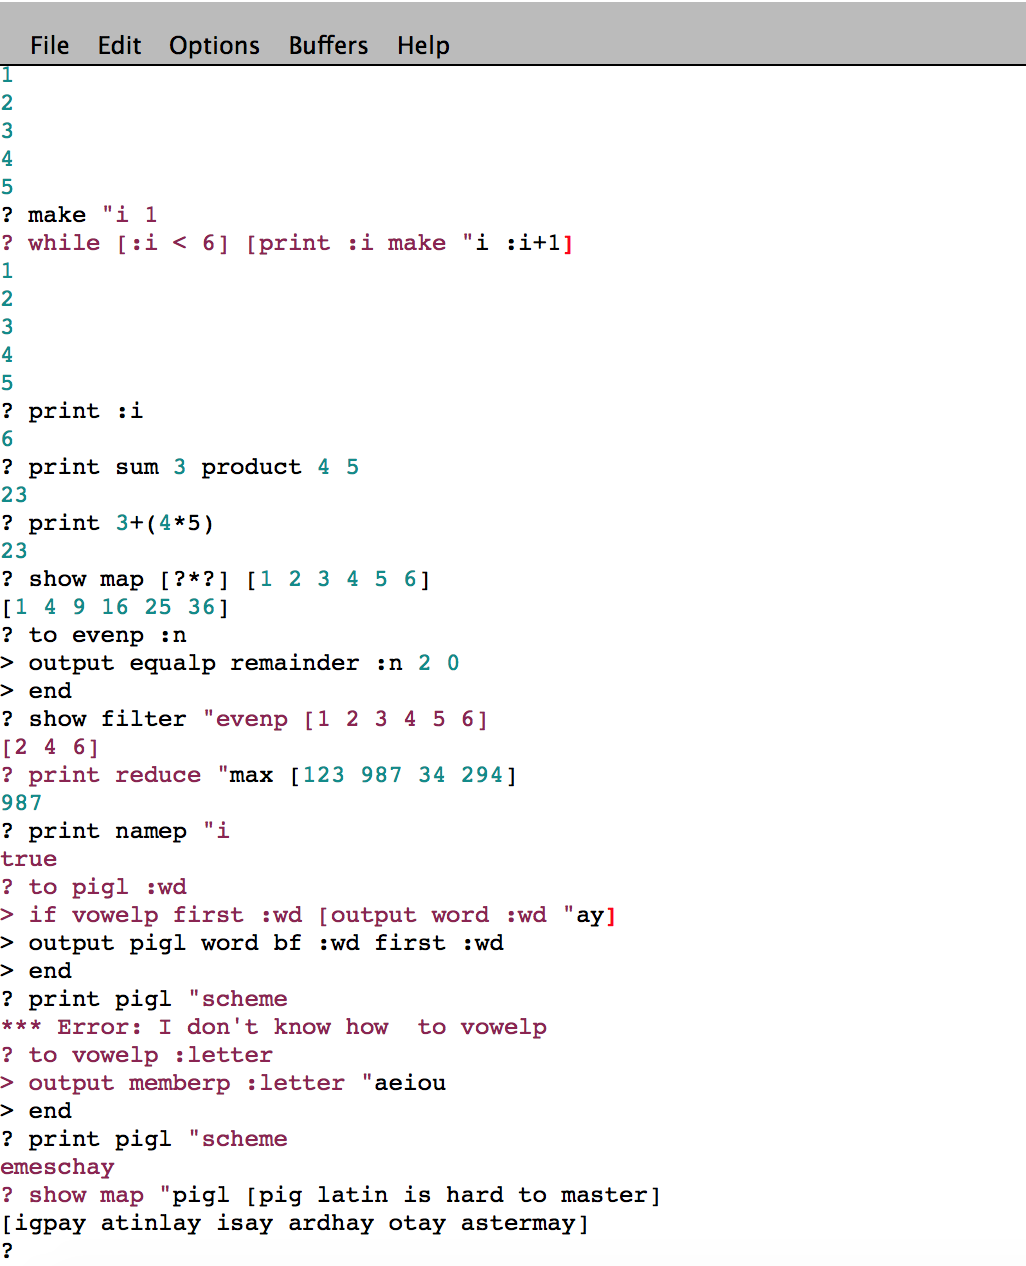 File Edit Options Buffers Help
1
2
3
4
5
? make "i 1
? while [:i < 6] [print :i make "i :i+1]
1
2
3
4
5
? print :i
6
? print sum 3 product 4 5
23
? print 3+(4*5)
23
? show map [?*?] [1 2 3 4 5 6]
[1 4 9 16 25 36]
? to evenp :n
> output equalp remainder :n 2 0
> end
? show filter "evenp [1 2 3 4 5 6]
[2 4 6]
? print reduce "max [123 987 34 294]
987
? print namep "i
true
? to pigl :wd
> if vowelp first :wd [output word :wd "ay]
> output pigl word bf :wd first :wd
> end
? print pigl "scheme
*** Error: I don't know how  to vowelp
? to vowelp :letter
> output memberp :letter "aeiou
> end
? print pigl "scheme
emeschay
? show map "pigl [pig latin is hard to master]
[igpay atinlay isay ardhay otay astermay]
?